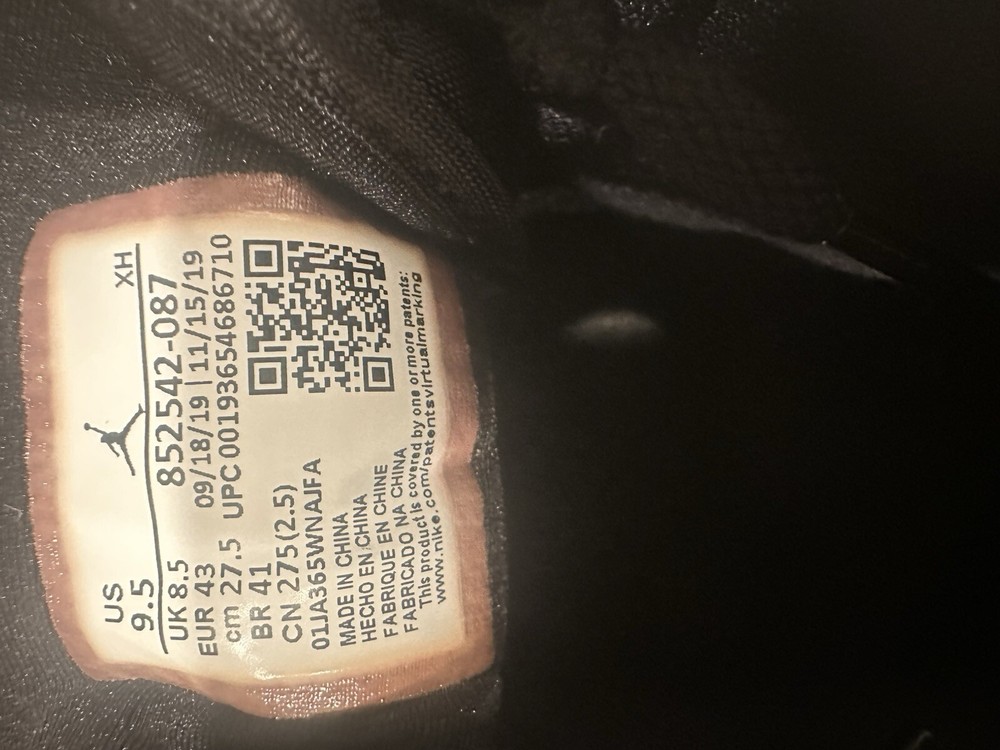 US
9.5
XH
UK 8.5 852542-087
EUR 43 09/18/19 | 11/15/19
cm 27.5 UPC 00193654686710
BR 41
CN 275(2.5)
01JA365WNAJFA
MADE IN CHINA
HECHO EN CHINA
FABRIQUE EN CHINE
FABRICADO NA CHINA
This product is covered by one or more patents:
www.nike.com/patentsvirtualmarking